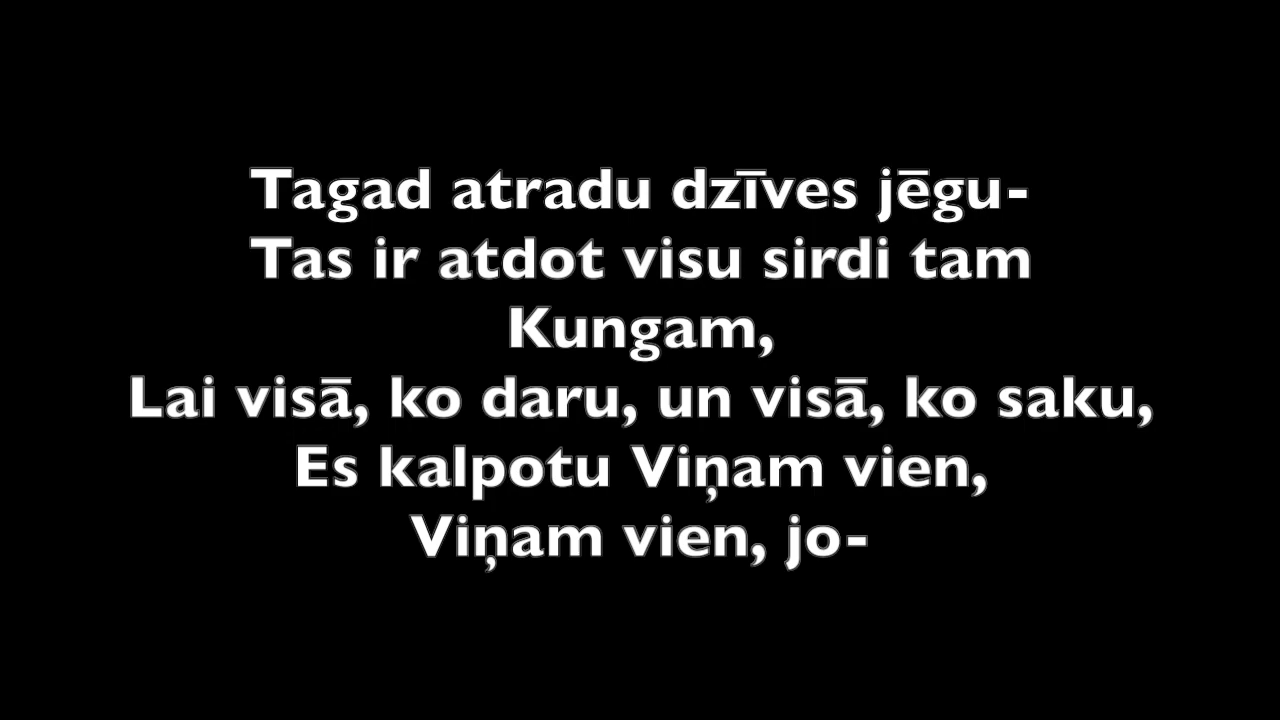 Tagad atradu dzīves jēgu-
Tas ir atdot visu sirdi tam
Kungam,
Lai visā, ko daru, un visā, ko saku,
Es kalpotu Viņam vien,
Viņam vien, jo-